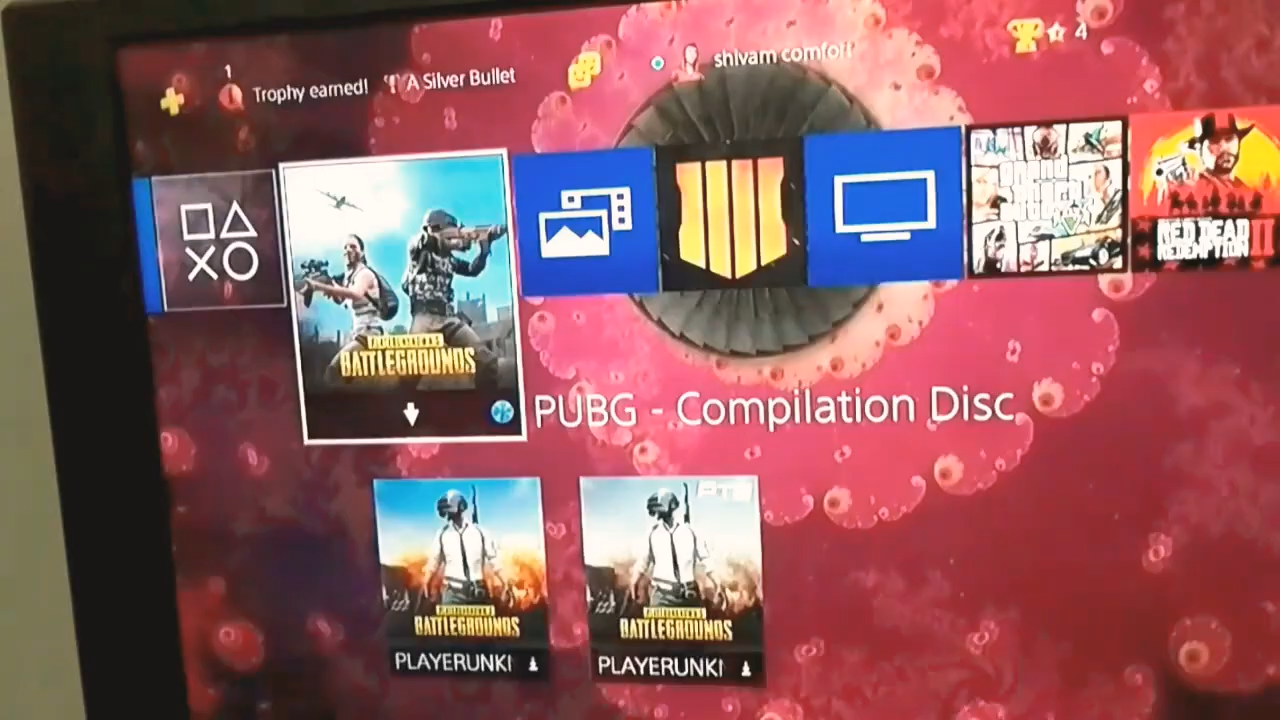 1
Trophy earned! A Silver Bullet
shivam comfort
4
grand
theft
auto
V
RED DEAD
REDEMPTION II
BATTLEGROUNDS
PUBG - Compilation Disc
BATTLEGROUNDS
PLAYERUNKI
BATTLEGROUNDS
PLAYERUNKI